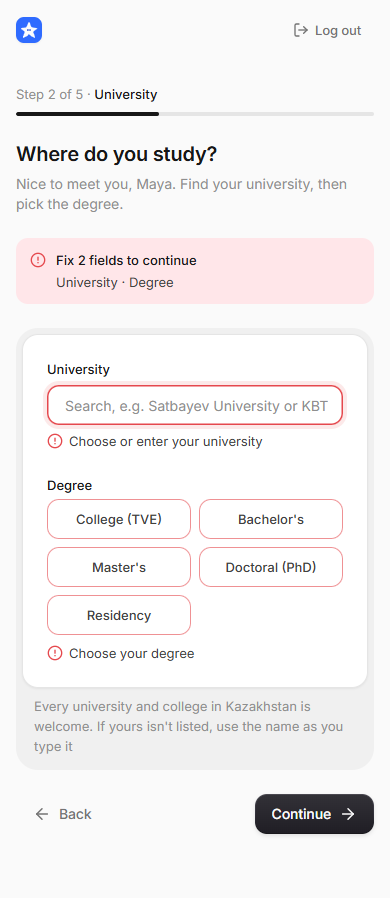 Log out
Step 2 of 5 · University
Where do you study?
Nice to meet you, Maya. Find your university, then
pick the degree.
Fix 2 fields to continue
University · Degree
University
Search, e.g. Satbayev University or KBT
Choose or enter your university
Degree
College (TVE)
Bachelor's
Master's
Doctoral (PhD)
Residency
Choose your degree
Every university and college in Kazakhstan is
welcome. If yours isn't listed, use the name as you
type it
Back
Continue